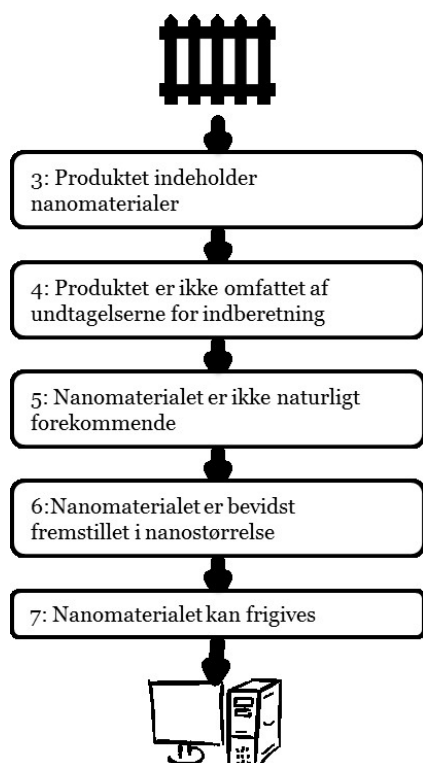 3: Produktet indeholder
nanomaterialer
4: Produktet er ikke omfattet af
undtagelserne for indberetning
5: Nanomaterialet er ikke naturligt
forekommende
6:Nanomaterialet er bevidst
fremstillet i nanostørrelse
7: Nanomaterialet kan frigives